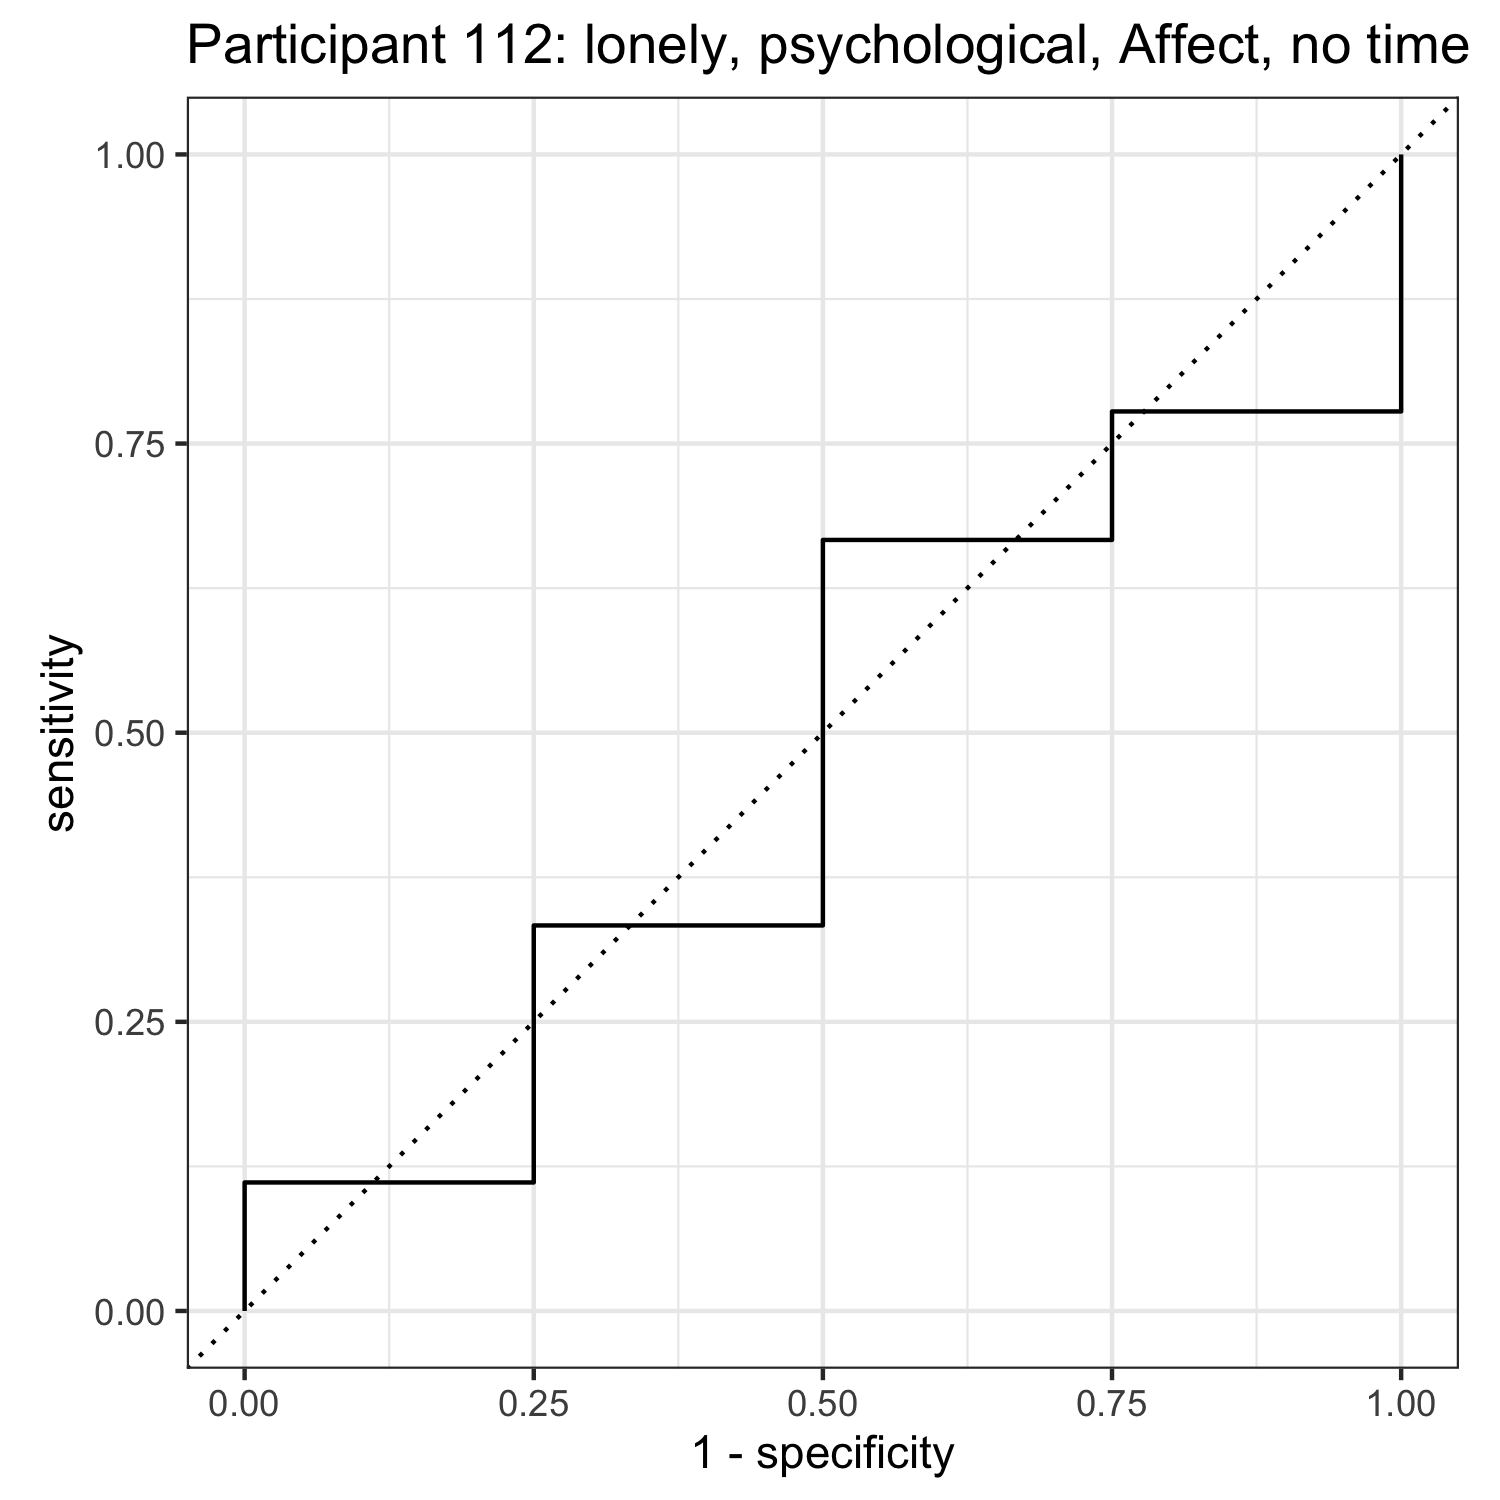 Participant 112: lonely, psychological, Affect, no time
1.00
0.75
0.50
0.25
0.00
sensitivity
0.00 0.25 0.50 0.75 1.00
1 - specificity